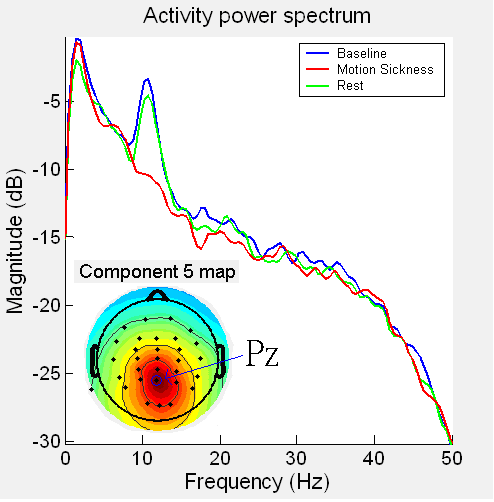 Activity power spectrum
Baseline
Motion Sickness
Rest
Magnitude (dB)
-5
-10
-15
-20
-25
-30
Component 5 map
Pz
0
10
20
30
40
50
Frequency (Hz)